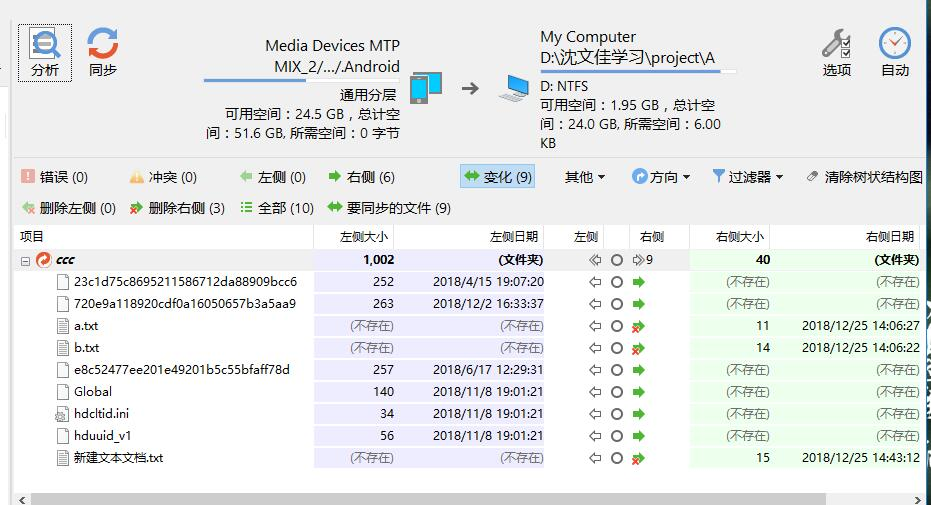 分析
同步
Media Devices MTP
MIX_2/.../.Android
通用分层
可用空间：24.5 GB，总计空
间：51.6 GB, 所需空间：0 字节
My Computer
D:\沈文佳学习\project\A
D: NTFS
可用空间：1.95 GB，总计空
间：24.0 GB, 所需空间：6.00
KB
选项
自动
错误 (0) 冲突 (0) 左侧 (0) 右侧 (6) 变化 (9) 其他 方向 过滤器 清除树状结构图
删除左侧 (0) 删除右侧 (3) 全部 (10) 要同步的文件 (9)
项目 左侧大小 左侧日期 左侧 右侧 右侧大小 右侧日期
ccc 1,002 (文件夹) 9 40 (文件夹)
23c1d75c8695211586712da88909bcc6 252 2018/4/15 19:07:20 (不存在) (不存在)
720e9a118920cdf0a16050657b3a5aa9 263 2018/12/2 16:33:37 (不存在) (不存在)
a.txt (不存在) (不存在) 11 2018/12/25 14:06:27
b.txt (不存在) (不存在) 14 2018/12/25 14:06:22
e8c52477ee201e49201b5c55bfaff78d 257 2018/6/17 12:29:31 (不存在) (不存在)
Global 140 2018/11/8 19:01:21 (不存在) (不存在)
hdcltid.ini 34 2018/11/8 19:01:21 (不存在) (不存在)
hduuid_v1 56 2018/11/8 19:01:21 (不存在) (不存在)
新建文本文档.txt (不存在) (不存在) 15 2018/12/25 14:43:12